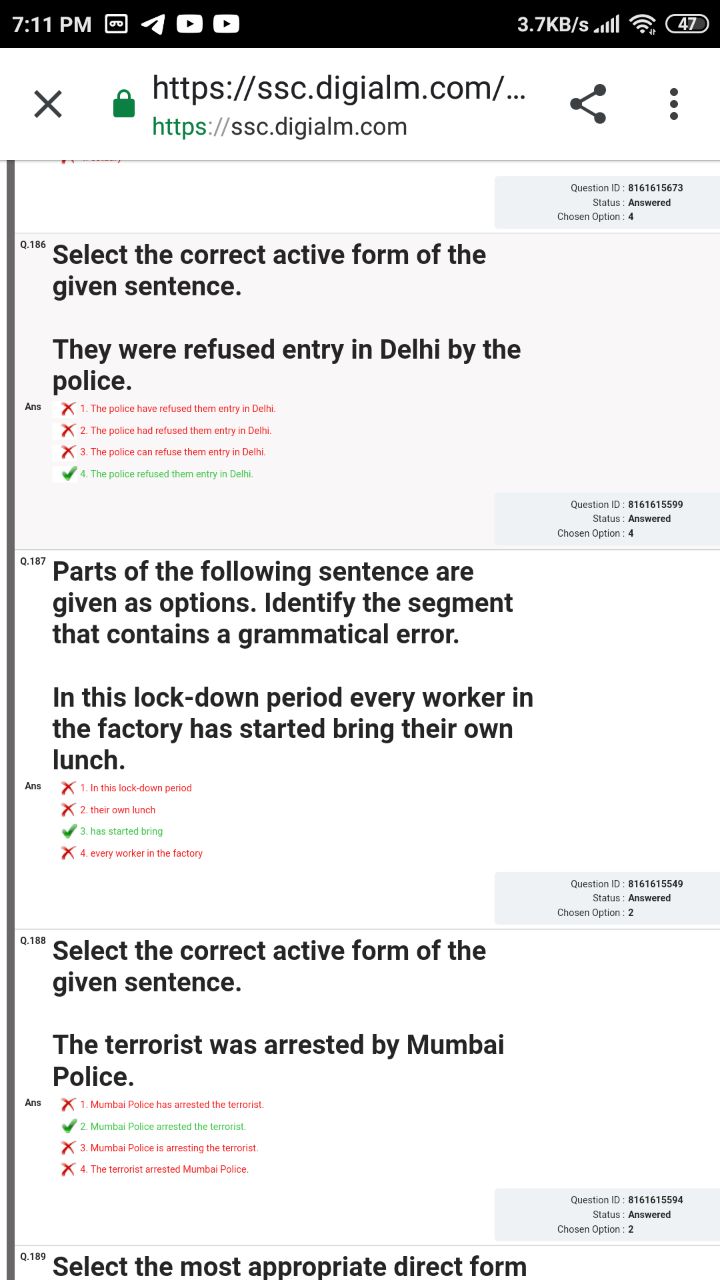 7:11 PM 3.7KB/s 47
https://ssc.digialm.com/...
https://ssc.digialm.com
Question ID : 8161615673
Status : Answered
Chosen Option : 4
Q.186 Select the correct active form of the
given sentence.
They were refused entry in Delhi by the
police.
Ans 1. The police have refused them entry in Delhi.
2. The police had refused them entry in Delhi.
3. The police can refuse them entry in Delhi.
4. The police refused them entry in Delhi.
Question ID : 8161615599
Status : Answered
Chosen Option : 4
Q.187 Parts of the following sentence are
given as options. Identify the segment
that contains a grammatical error.
In this lock-down period every worker in
the factory has started bring their own
lunch.
Ans 1. In this lock-down period
2. their own lunch
3. has started bring
4. every worker in the factory
Question ID : 8161615549
Status : Answered
Chosen Option : 2
Q.188 Select the correct active form of the
given sentence.
The terrorist was arrested by Mumbai
Police.
Ans 1. Mumbai Police has arrested the terrorist.
2. Mumbai Police arrested the terrorist.
3. Mumbai Police is arresting the terrorist.
4. The terrorist arrested Mumbai Police.
Question ID : 8161615594
Status : Answered
Chosen Option : 2
Q.189 Select the most appropriate direct form